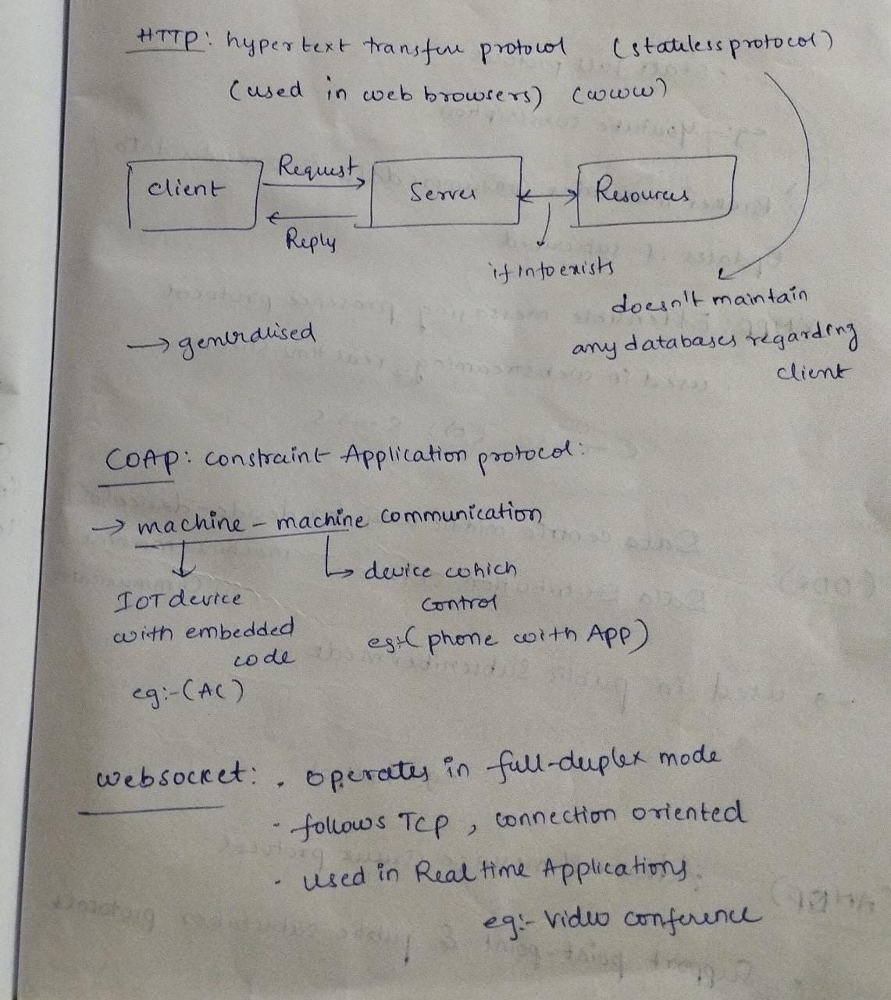 HTTP: hypertext transfer protocol (stateless protocol)
(used in web browsers) (www)
Client
Request
Reply
Server
Resources
if info exists
doesn't maintain
any databases regarding
client
→ generalised
COAP: constraint Application protocol:
→ machine - machine communication
IOT device
with embedded
code
eg:-(AC)
device which
control
eg:(phone with App)
websocket: . operates in full-duplex mode
. follows TCP, connection oriented
. used in Real time Applications.
eg:- video conference